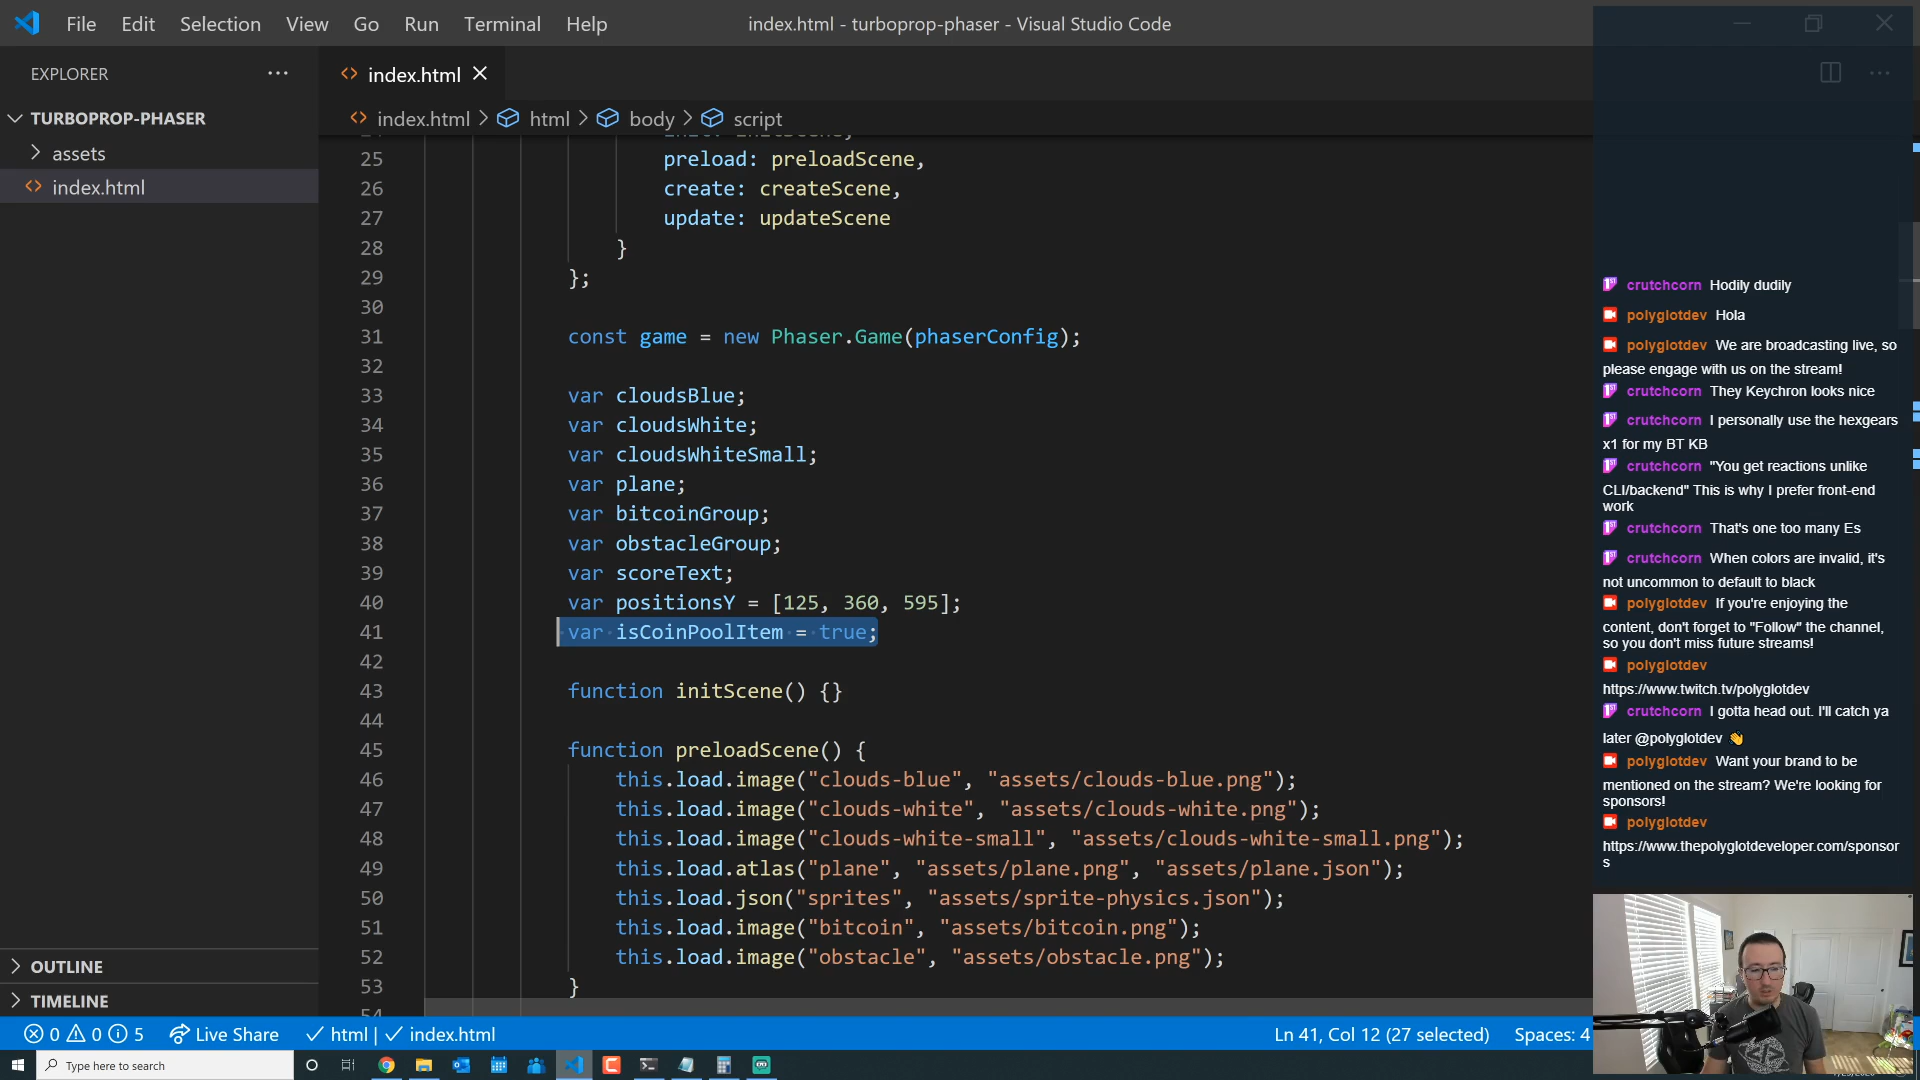 File Edit Selection View Go Run Terminal Help
index.html - turboprop-phaser - Visual Studio Code
EXPLORER
index.html
TURBOPROP-PHASER
assets
index.html
index.html > html > body > script
25 preload: preloadScene,
26 create: createScene,
27 update: updateScene
28 }
29 };
30
31 const game = new Phaser.Game(phaserConfig);
32
33 var cloudsBlue;
34 var cloudsWhite;
35 var cloudsWhiteSmall;
36 var plane;
37 var bitcoinGroup;
38 var obstacleGroup;
39 var scoreText;
40 var positionsY = [125, 360, 595];
41 var isCoinPoolItem = true;
42
43 function initScene() {}
44
45 function preloadScene() {
46 this.load.image("clouds-blue", "assets/clouds-blue.png");
47 this.load.image("clouds-white", "assets/clouds-white.png");
48 this.load.image("clouds-white-small", "assets/clouds-white-small.png");
49 this.load.atlas("plane", "assets/plane.png", "assets/plane.json");
50 this.load.json("sprites", "assets/sprite-physics.json");
51 this.load.image("bitcoin", "assets/bitcoin.png");
52 this.load.image("obstacle", "assets/obstacle.png");
53 }
OUTLINE
TIMELINE
crutchcorn Hodily dudily
polyglotdev Hola
polyglotdev We are broadcasting live, so
please engage with us on the stream!
crutchcorn They Keychron looks nice
crutchcorn I personally use the hexgears
x1 for my BT KB
crutchcorn "You get reactions unlike
CLI/backend" This is why I prefer front-end
work
crutchcorn That's one too many Es
crutchcorn When colors are invalid, it's
not uncommon to default to black
polyglotdev If you're enjoying the
content, don't forget to "Follow" the channel,
so you don't miss future streams!
polyglotdev
https://www.twitch.tv/polyglotdev
crutchcorn I gotta head out. I'll catch ya
later @polyglotdev 👋
polyglotdev Want your brand to be
mentioned on the stream? We're looking for
sponsors!
polyglotdev
https://www.thepolyglotdeveloper.com/sponsor
s
0 0 5 Live Share html | index.html
Ln 41, Col 12 (27 selected) Spaces: 4
Type here to search